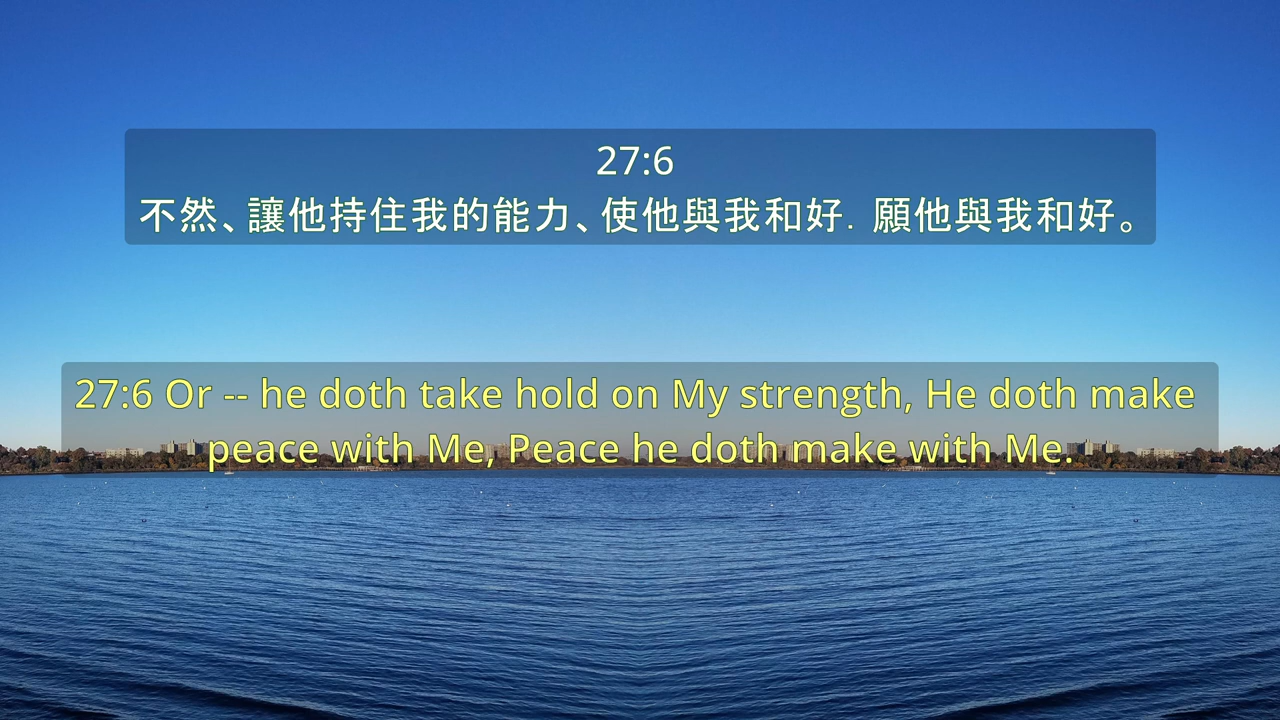 27:6
不然、讓他持住我的能力、使他與我和好．願他與我和好。
27:6 Or -- he doth take hold on My strength, He doth make
peace with Me, Peace he doth make with Me.